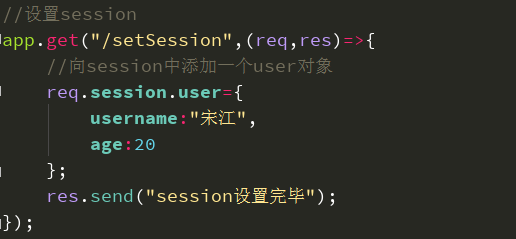 //设置session
app.get("/setSession",(req,res)=>{
//向session中添加一个user对象
req.session.user={
username:"宋江",
age:20
};
res.send("session设置完毕");
});